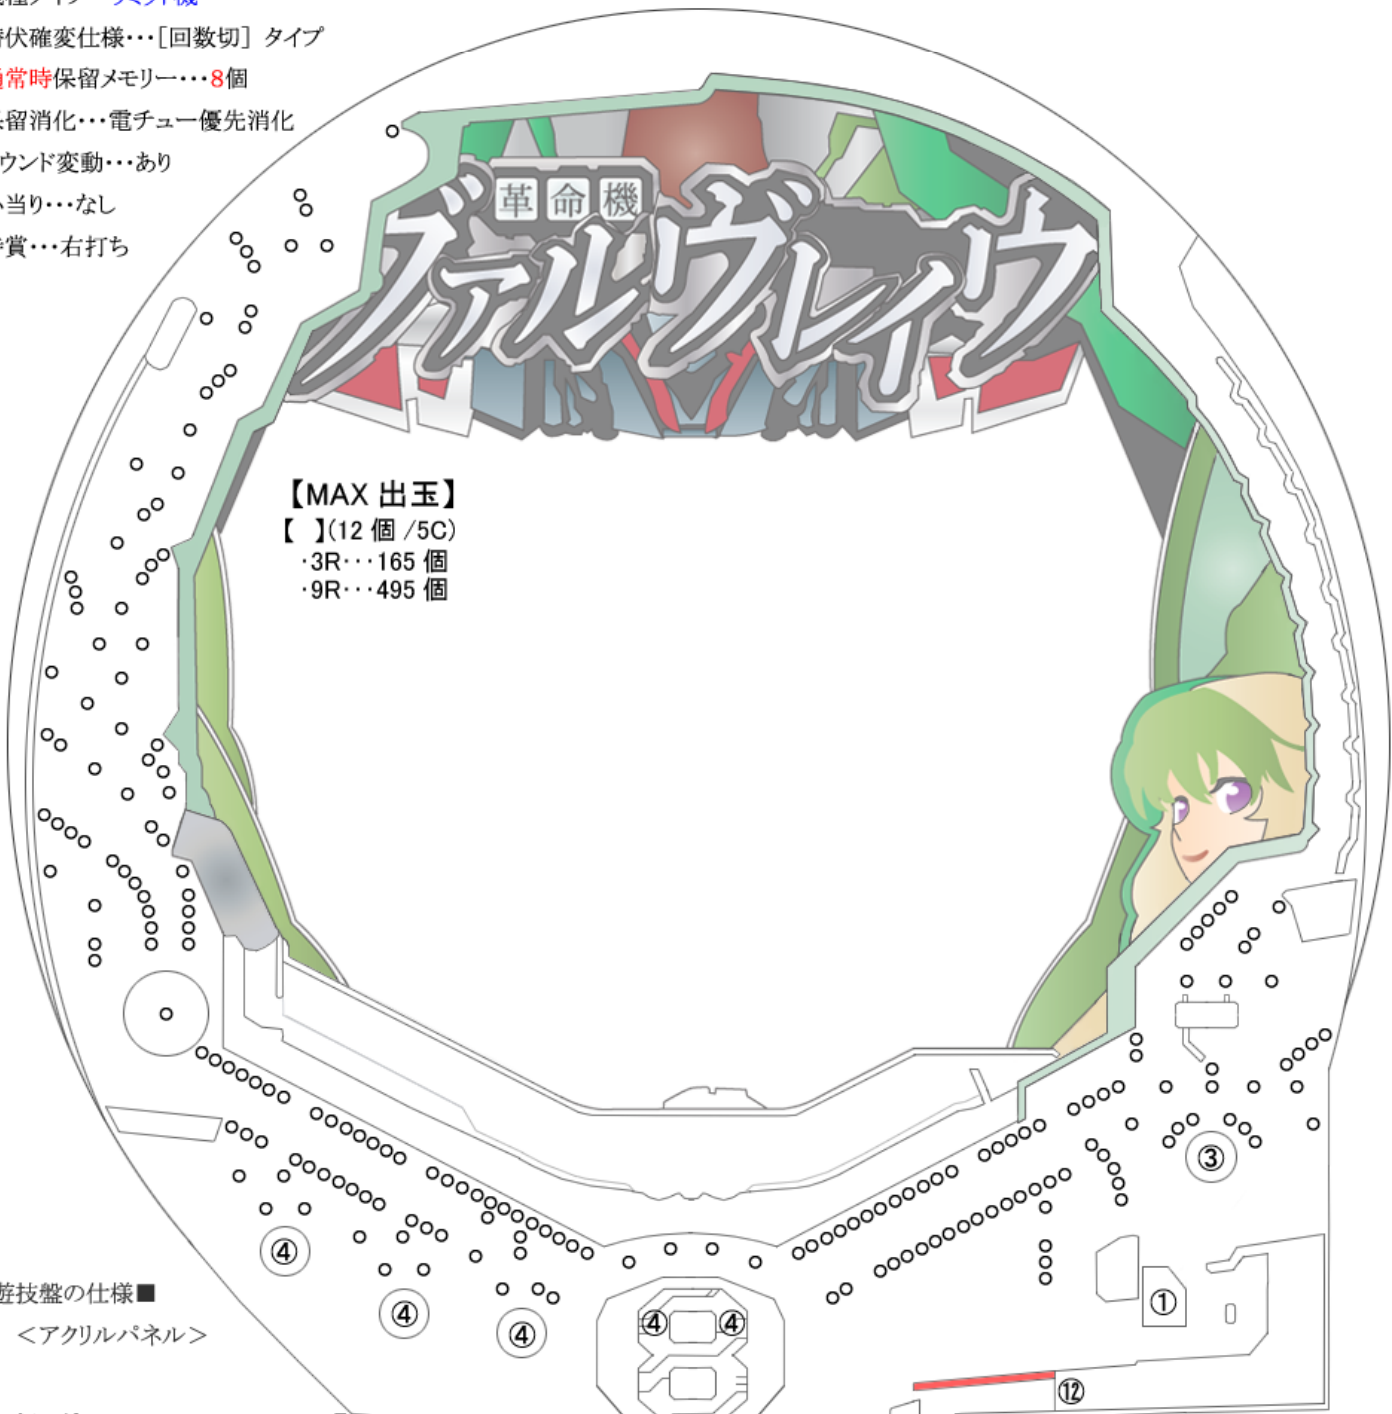 伏確変仕様･･･［回数切］ タイプ
通常時保留メモリー･･･8個
保留消化･･･電チュー優先消化
ラウンド変動･･･あり
小当り･･･なし
賞･･･右打ち
革命機
ヴァルヴレイヴ
【MAX 出玉】
【　】(12 個 /5C)
･3R･･･165 個
･9R･･･495 個
③
④
④
④
④
④
①
⑫
遊技盤の仕様■
＜アクリルパネル＞